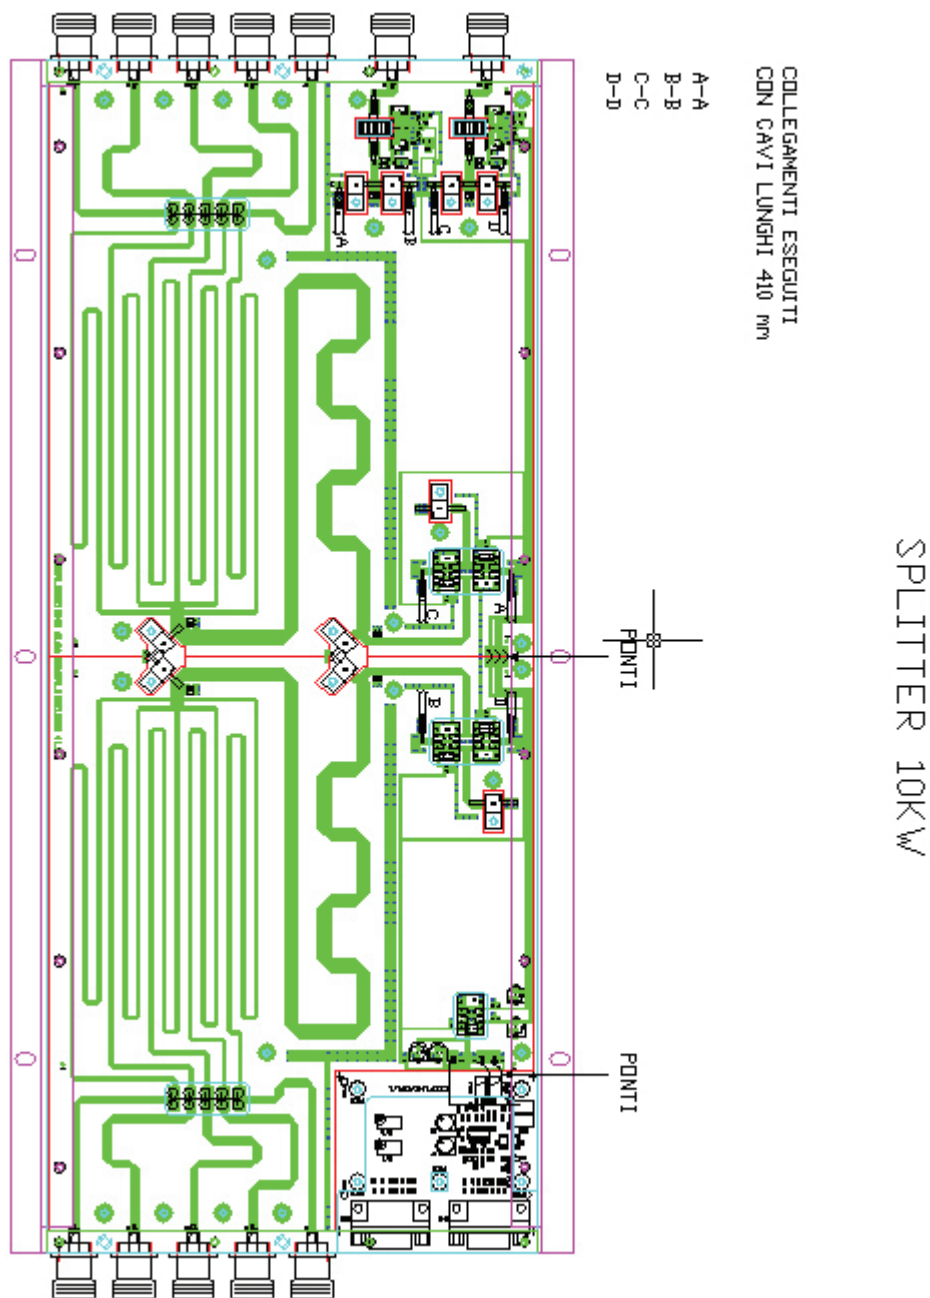 SPLITTER 10KW
COLLEGAMENTI ESEGUITI
CON CAVI LUNGHI 410 mm
A-A
B-B
C-C
D-D
PONTI
PONTI
A
B
C
D
C
A
B